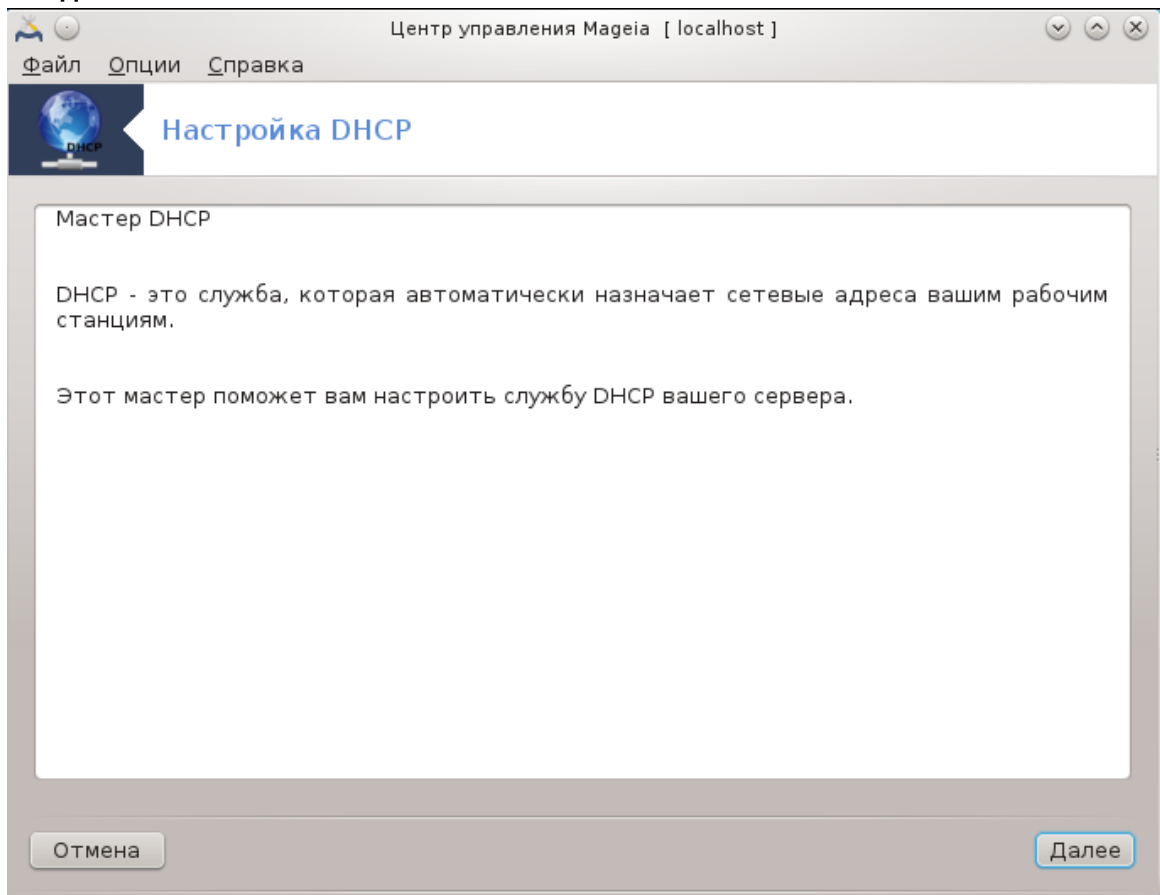 Центр управления Mageia [ localhost ]
Файл Опции Справка
DHCP
Настройка DHCP
Мастер DHCP
DHCP - это служба, которая автоматически назначает сетевые адреса вашим рабочим
станциям.
Этот мастер поможет вам настроить службу DHCP вашего сервера.
Отмена Далее